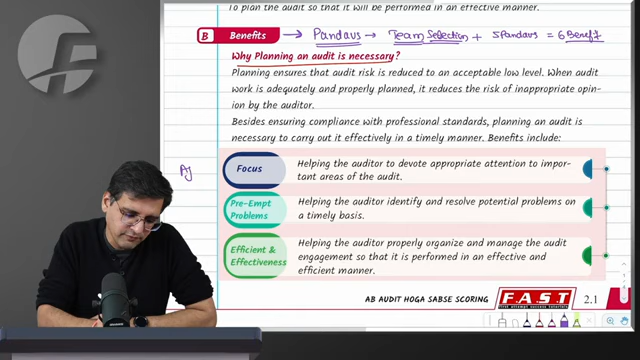 To plan the audit so that it will be performed in an effective manner.
B Benefits → Pandavs → Team Selection + 5Pandavs = 6 Benefit
Why Planning an audit is necessary?
Planning ensures that audit risk is reduced to an acceptable low level. When audit
work is adequately and properly planned, it reduces the risk of inappropriate opin-
ion by the auditor.
Besides ensuring compliance with professional standards, planning an audit is
necessary to carry out it effectively in a timely manner. Benefits include:
Focus
Helping the auditor to devote appropriate attention to impor-
tant areas of the audit.
Pre-Empt
Problems
Helping the auditor identify and resolve potential problems on
a timely basis.
Efficient &
Effectiveness
Helping the auditor properly organize and manage the audit
engagement so that it is performed in an effective and
efficient manner.
AB AUDIT HOGA SABSE SCORING
FAST
2.1